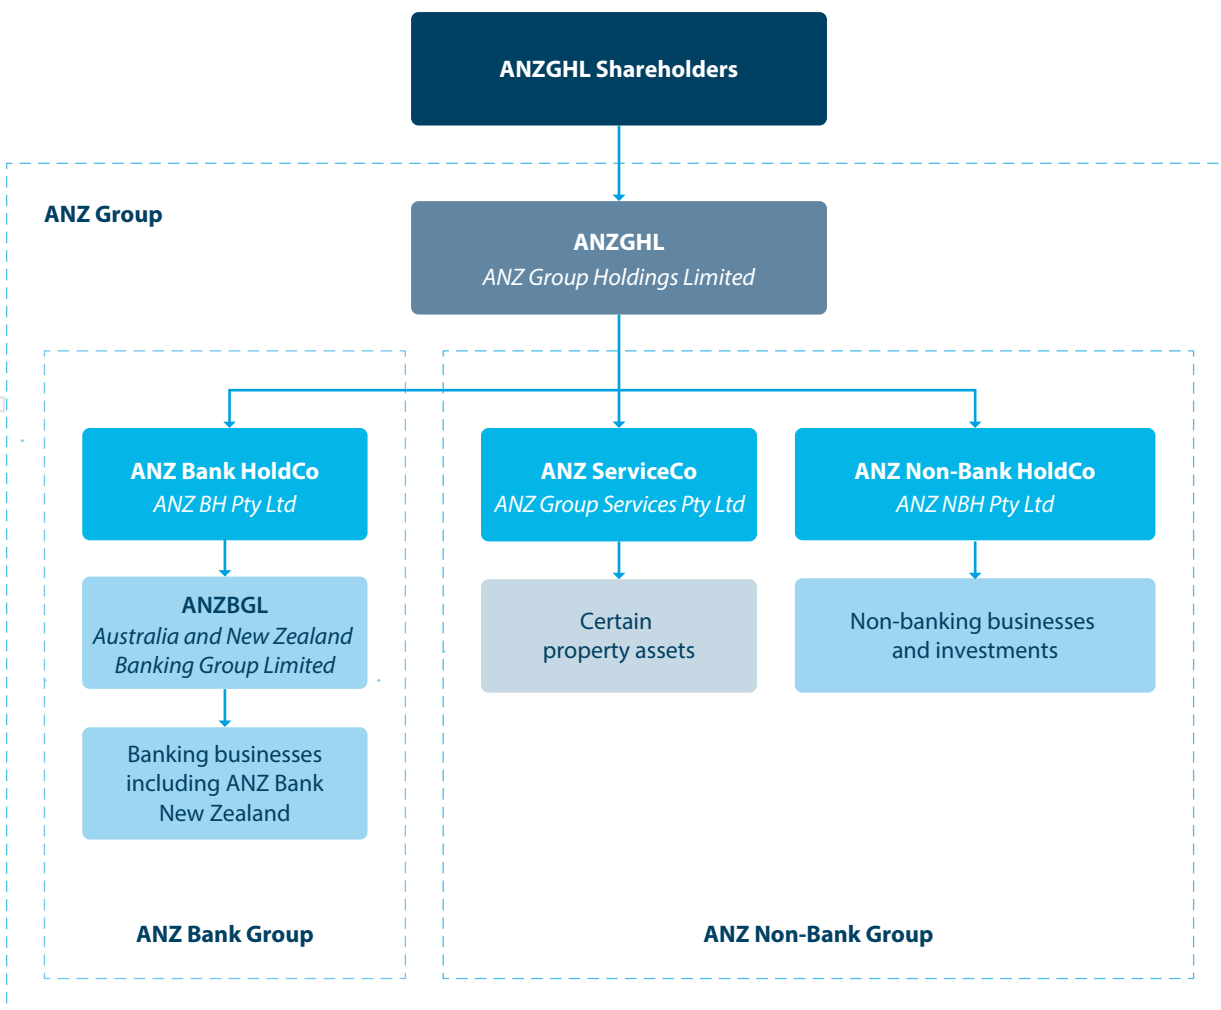 ANZGHL Shareholders
ANZ Group
ANZGHL
ANZ Group Holdings Limited
ANZ Bank HoldCo
ANZ BH Pty Ltd
ANZ ServiceCo
ANZ Group Services Pty Ltd
ANZ Non-Bank HoldCo
ANZ NBH Pty Ltd
ANZBGL
Australia and New Zealand
Banking Group Limited
Certain
property assets
Non-banking businesses
and investments
Banking businesses
including ANZ Bank
New Zealand
ANZ Bank Group
ANZ Non-Bank Group